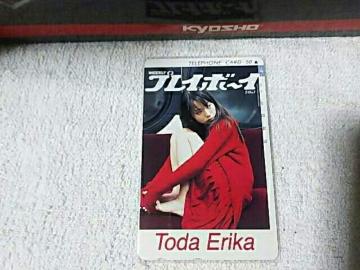 KYOSHO
TELEPHONE CARD 50
WEEKLY
プレイボーイ
Toda Erika